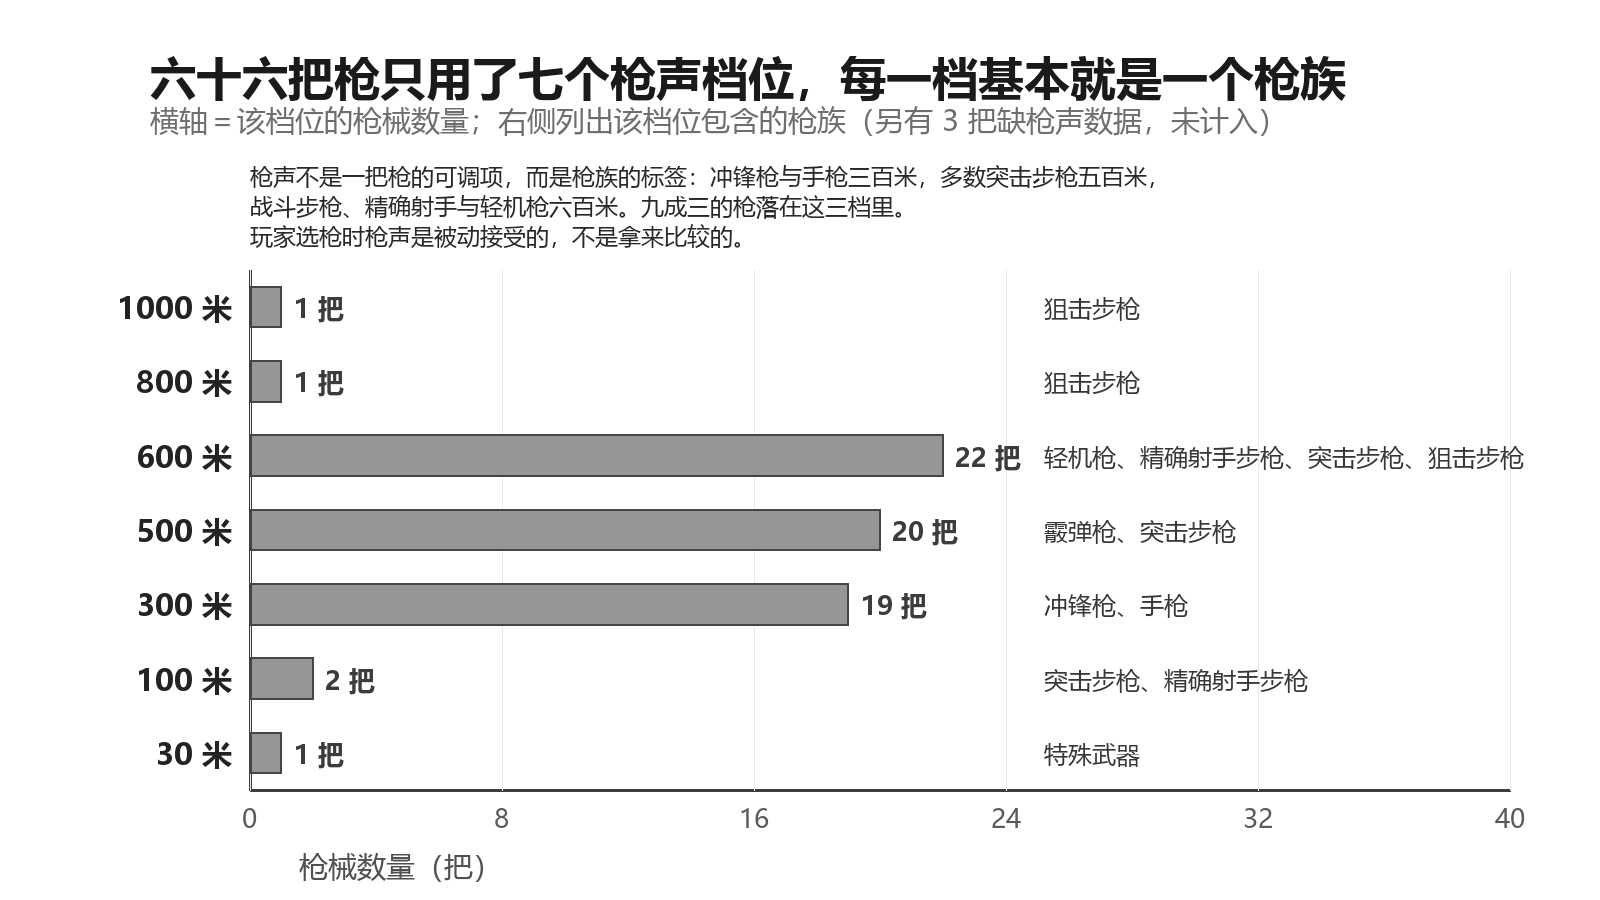 六十六把枪只用了七个枪声档位，每一档基本就是一个枪族
横轴＝该档位的枪械数量；右侧列出该档位包含的枪族（另有 3 把缺枪声数据，未计入）
枪声不是一把枪的可调项，而是枪族的标签：冲锋枪与手枪三百米，多数突击步枪五百米，
战斗步枪、精确射手与轻机枪六百米。九成三的枪落在这三档里。
玩家选枪时枪声是被动接受的，不是拿来比较的。
1000 米 1 把 狙击步枪
800 米 1 把 狙击步枪
600 米 22 把 轻机枪、精确射手步枪、突击步枪、狙击步枪
500 米 20 把 霰弹枪、突击步枪
300 米 19 把 冲锋枪、手枪
100 米 2 把 突击步枪、精确射手步枪
30 米 1 把 特殊武器
0 8 16 24 32 40
枪械数量（把）